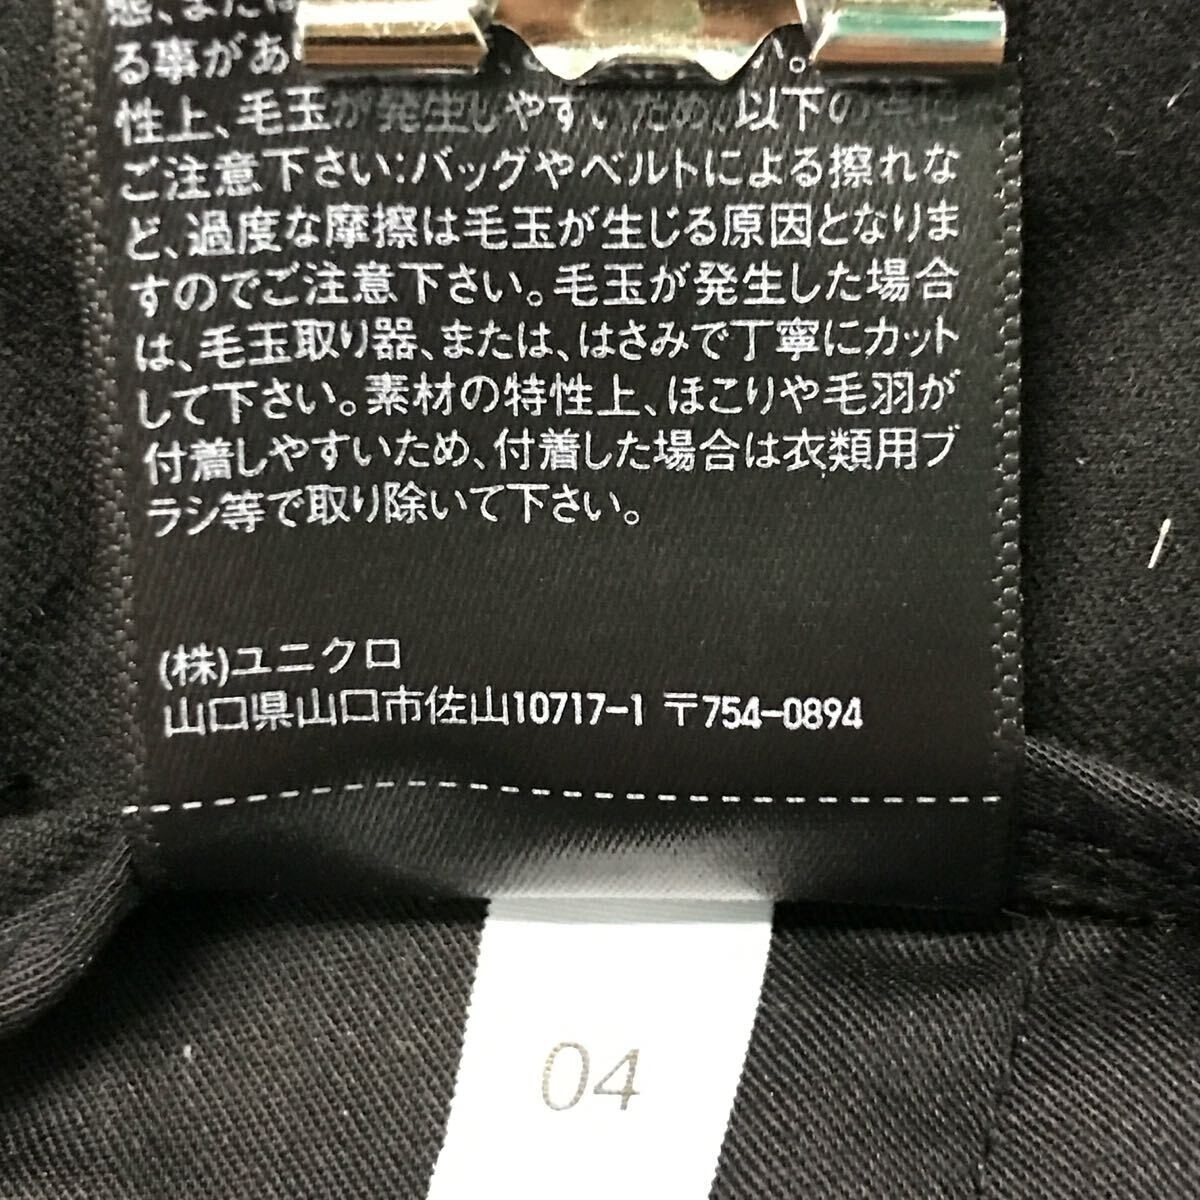 態、または
る事があ
性上、毛玉が発生しやすいため、以下の点に
ご注意下さい:バッグやベルトによる擦れな
ど、過度な摩擦は毛玉が生じる原因となりま
すのでご注意下さい。毛玉が発生した場合
は、毛玉取り器、または、はさみで丁寧にカット
して下さい。素材の特性上、ほこりや毛羽が
付着しやすいため、付着した場合は衣類用ブ
ラシ等で取り除いて下さい。
(株)ユニクロ
山口県山口市佐山10717-1 〒754-0894
04